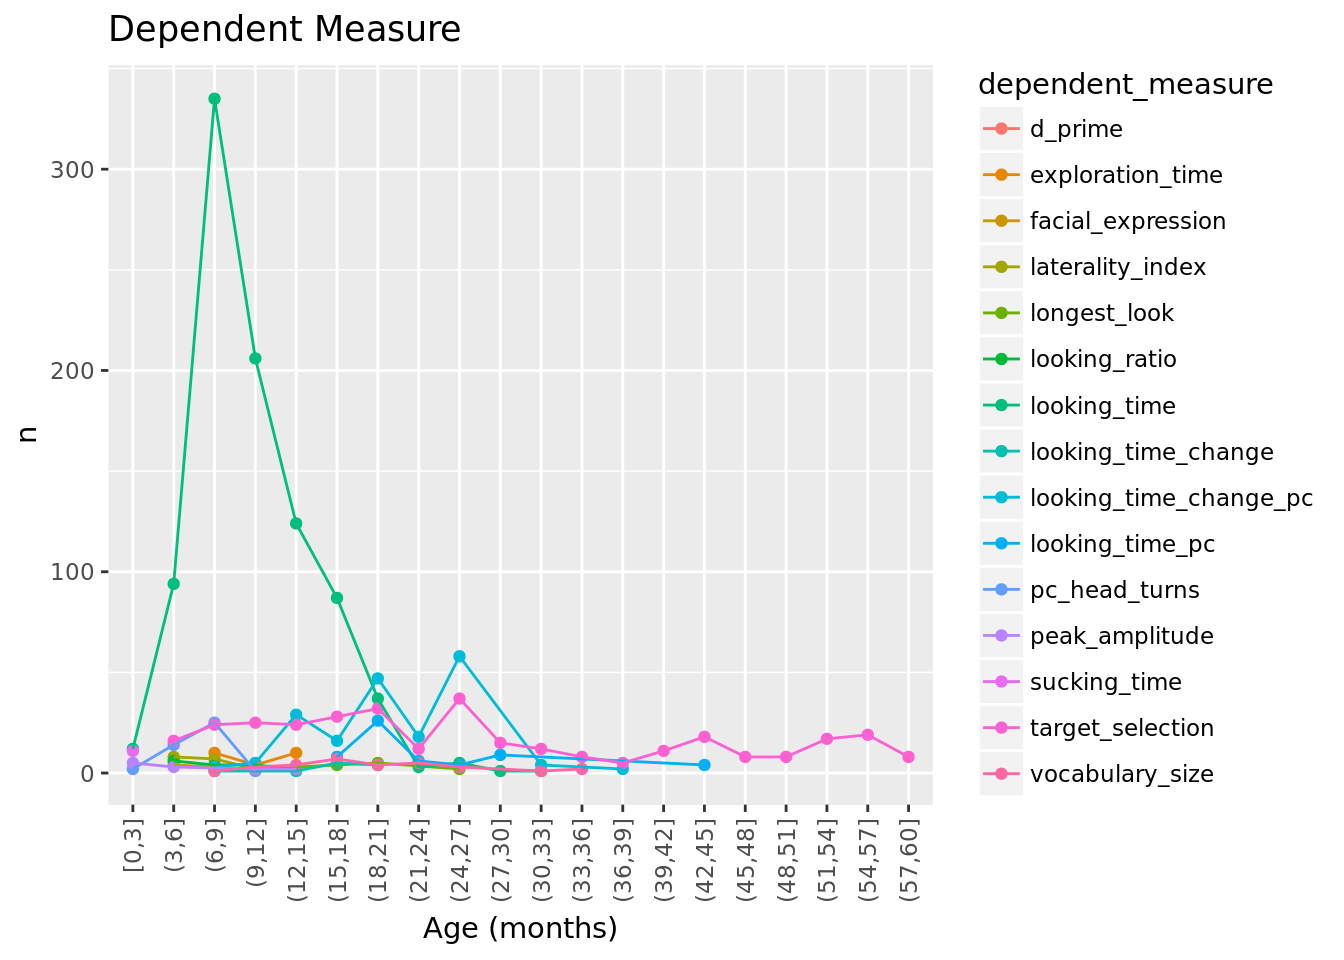 Dependent Measure
300
200
100
0
n
[0,3]
(3,6]
(6,9]
(9,12]
(12,15]
(15,18]
(18,21]
(21,24]
(24,27]
(27,30]
(30,33]
(33,36]
(36,39]
(39,42]
(42,45]
(45,48]
(48,51]
(51,54]
(54,57]
(57,60]
Age (months)
dependent_measure
d_prime
exploration_time
facial_expression
laterality_index
longest_look
looking_ratio
looking_time
looking_time_change
looking_time_change_pc
looking_time_pc
pc_head_turns
peak_amplitude
sucking_time
target_selection
vocabulary_size